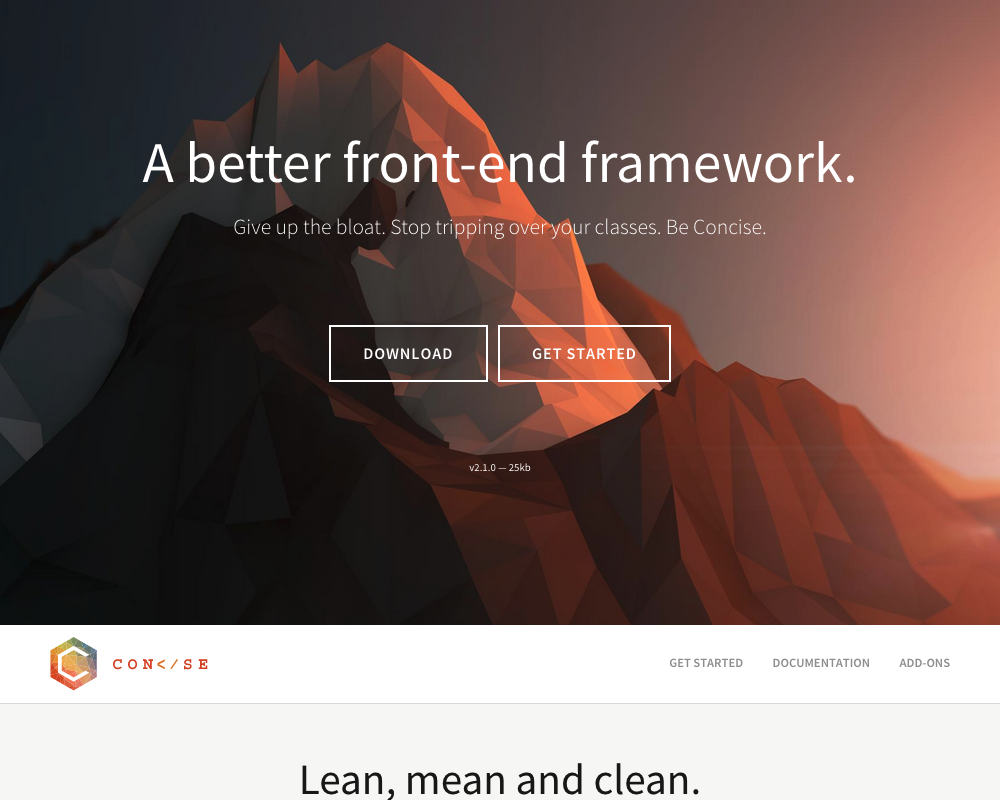 A better front-end framework.
Give up the bloat. Stop tripping over your classes. Be Concise.
DOWNLOAD
GET STARTED
v2.1.0 — 25kb
CON</SE
GET STARTED
DOCUMENTATION
ADD-ONS
Lean, mean and clean.